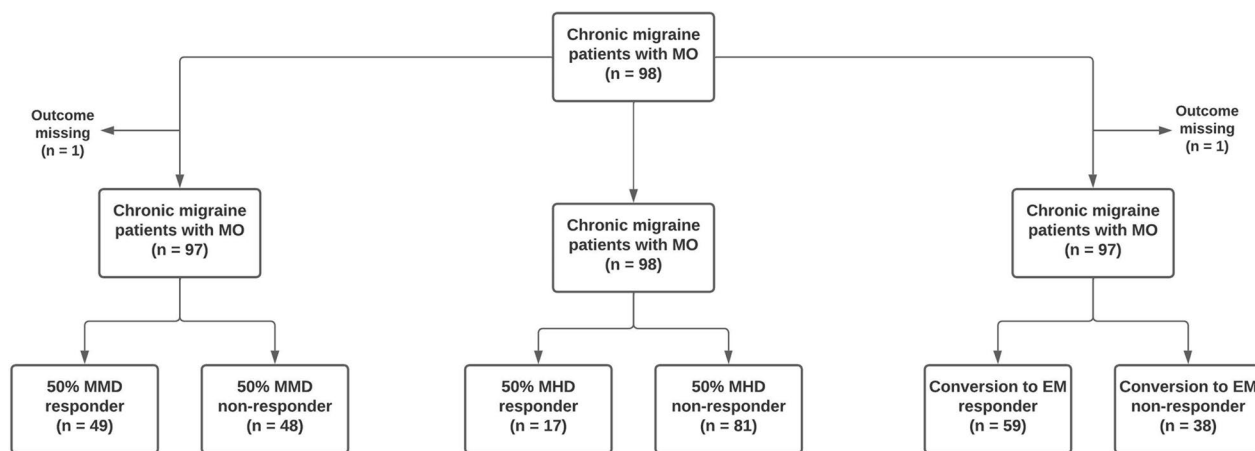 Chronic migraine
patients with MO
(n = 98)
Outcome
missing
(n = 1)
Outcome
missing
(n = 1)
Chronic migraine
patients with MO
(n = 97)
Chronic migraine
patients with MO
(n = 98)
Chronic migraine
patients with MO
(n = 97)
50% MMD
responder
(n = 49)
50% MMD
non-responder
(n = 48)
50% MHD
responder
(n = 17)
50% MHD
non-responder
(n = 81)
Conversion to EM
responder
(n = 59)
Conversion to EM
non-responder
(n = 38)